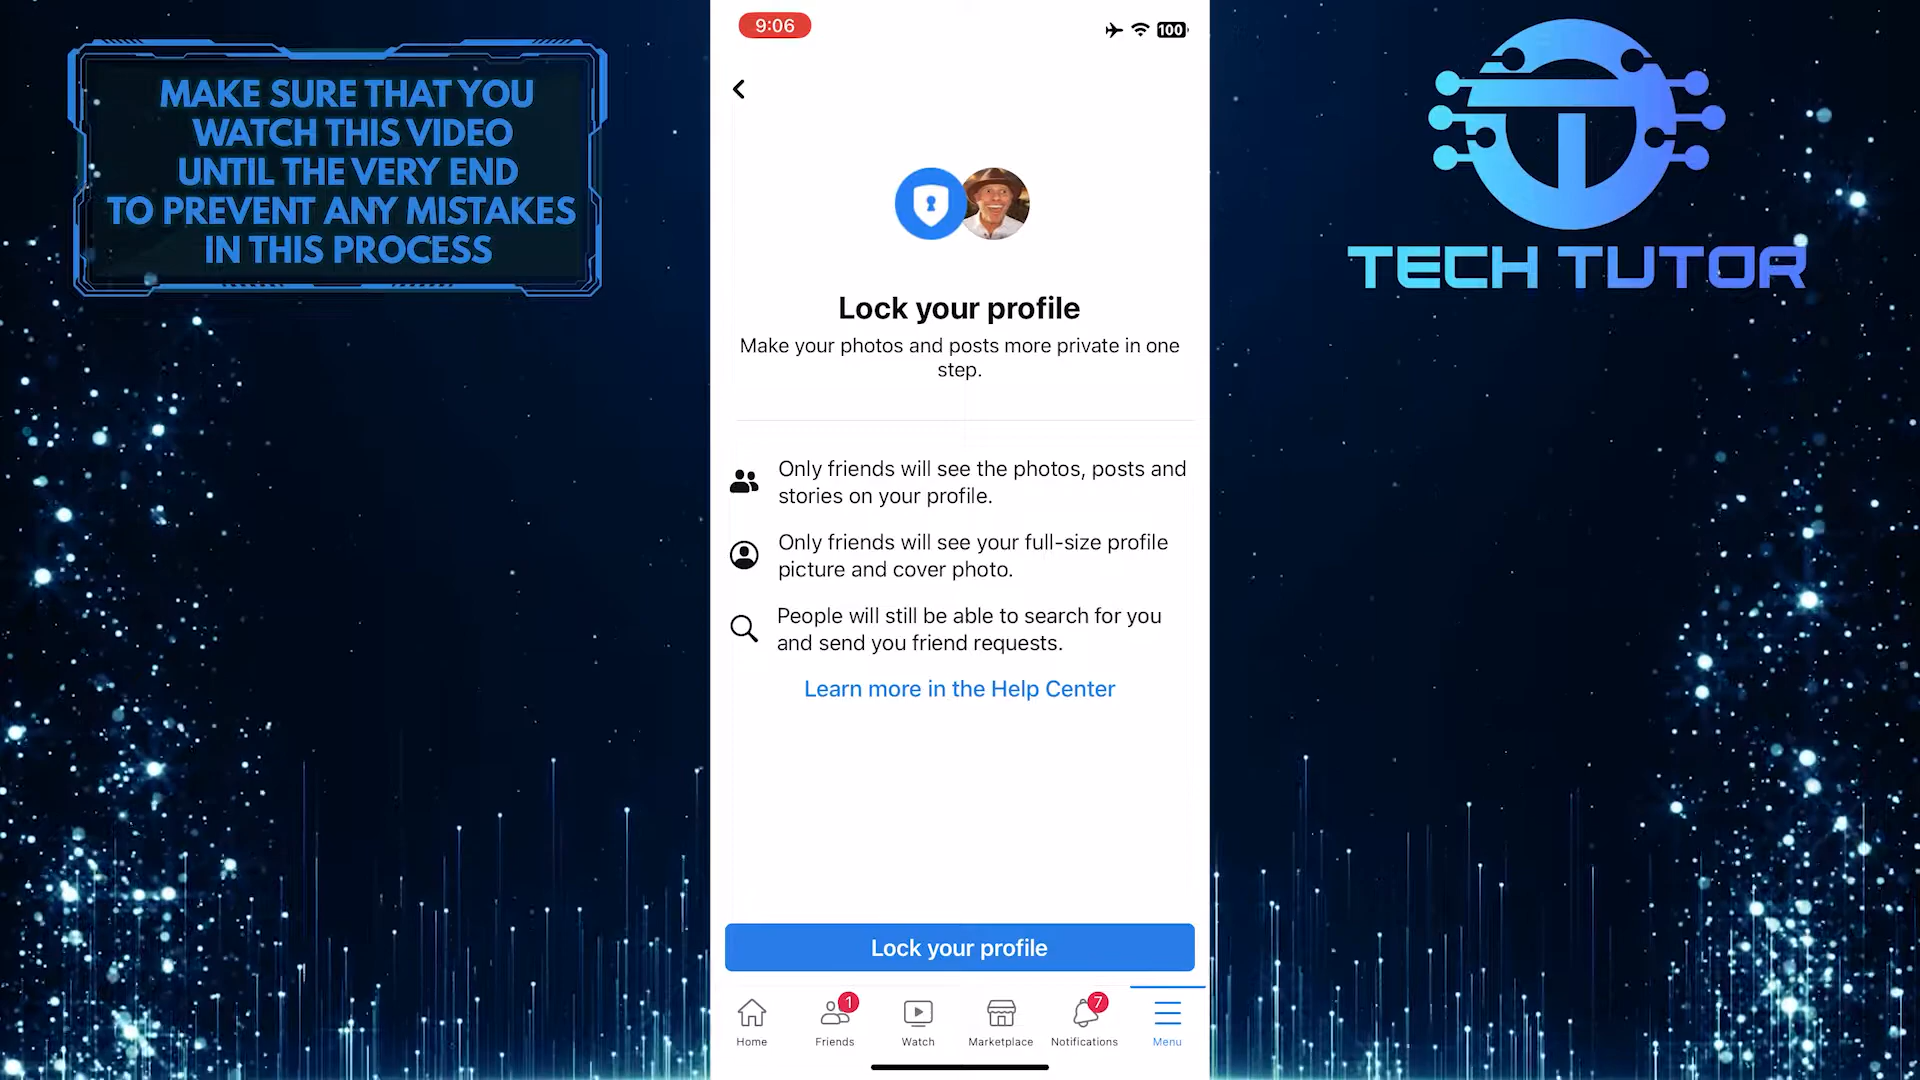 MAKE SURE THAT YOU
WATCH THIS VIDEO
UNTIL THE VERY END
TO PREVENT ANY MISTAKES
IN THIS PROCESS
9:06
100
TECH TUTOR
Lock your profile
Make your photos and posts more private in one
step.
Only friends will see the photos, posts and
stories on your profile.
Only friends will see your full-size profile
picture and cover photo.
People will still be able to search for you
and send you friend requests.
Learn more in the Help Center
Lock your profile
1
7
Home
Friends
Watch
Marketplace
Notifications
Menu